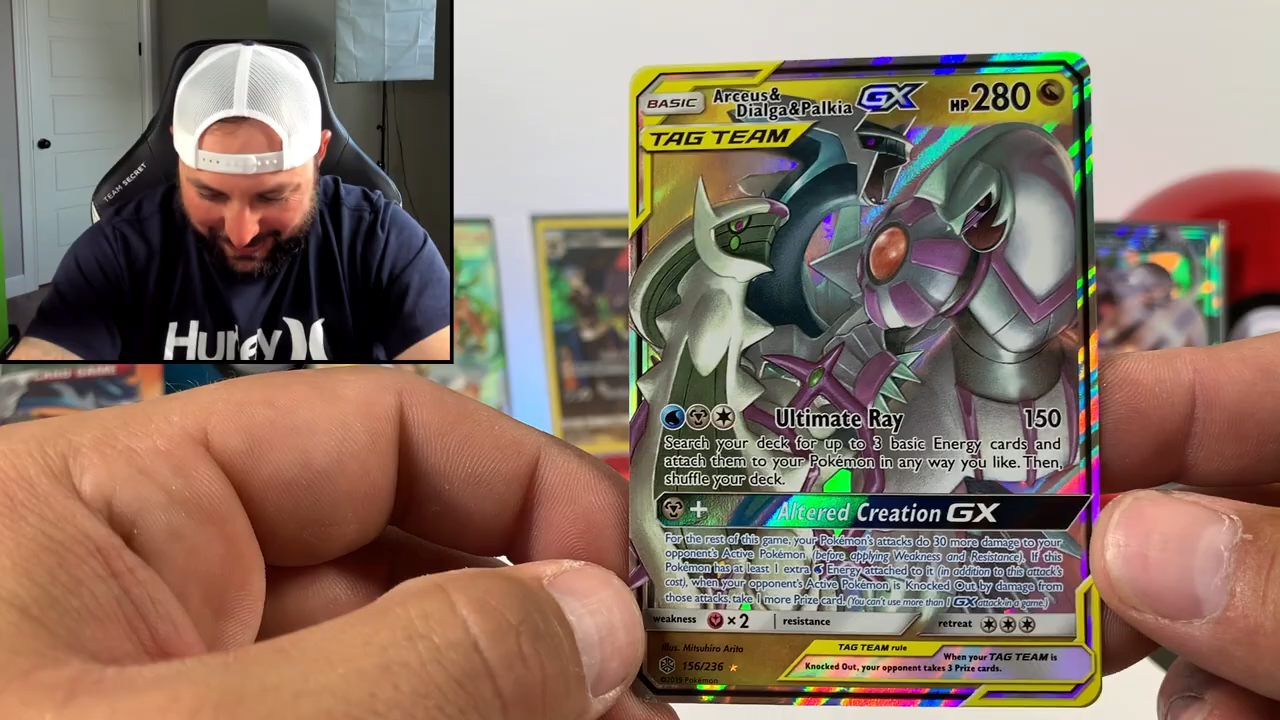 TEAM SECRET
Hurley
CARD GAME
BASIC
Arceus&
Dialga&Palkia GX
HP 280
TAG TEAM
Ultimate Ray 150
Search your deck for up to 3 basic Energy cards and
attach them to your Pokémon in any way you like. Then,
shuffle your deck.
+ Altered Creation GX
For the rest of this game, your Pokémon's attacks do 30 more damage to your
opponent's Active Pokémon (before applying Weakness and Resistance). If this
Pokémon has at least 1 extra Energy attached to it (in addition to this attack's
cost), when your opponent's Active Pokémon is Knocked Out by damage from
those attacks, take 1 more Prize card. (You can't use more than 1 GX attack in a game.)
weakness ×2 resistance retreat
Illus. Mitsuhiro Arita
156/236
©2019 Pokémon
TAG TEAM rule
When your TAG TEAM is
Knocked Out, your opponent takes 3 Prize cards.